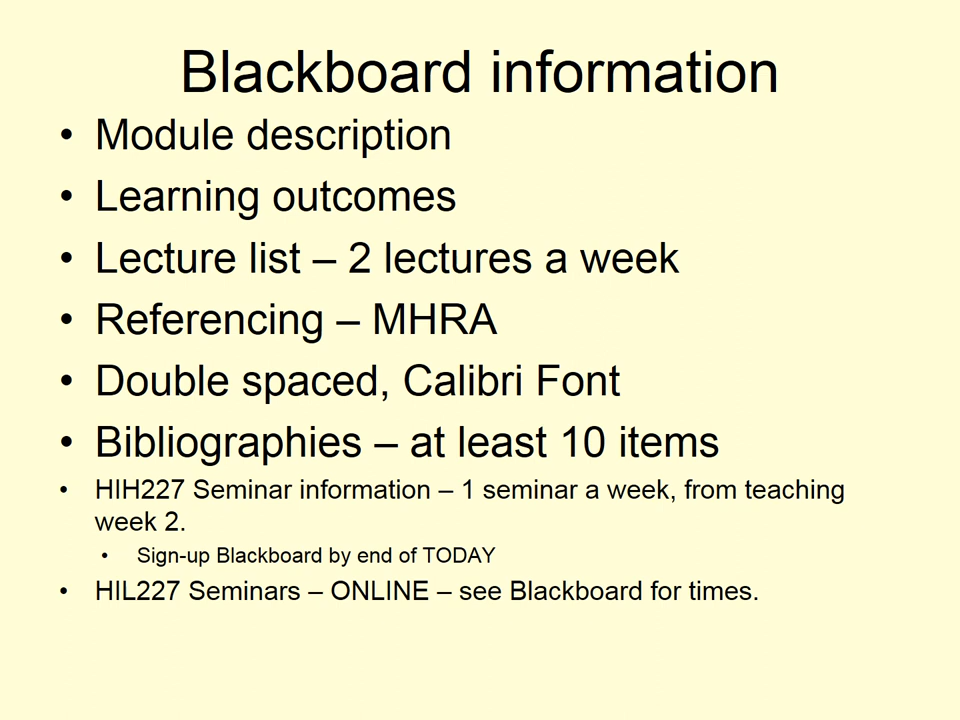 Blackboard information
• Module description
• Learning outcomes
• Lecture list – 2 lectures a week
• Referencing – MHRA
• Double spaced, Calibri Font
• Bibliographies – at least 10 items
• HIH227 Seminar information – 1 seminar a week, from teaching
week 2.
• Sign-up Blackboard by end of TODAY
• HIL227 Seminars – ONLINE – see Blackboard for times.